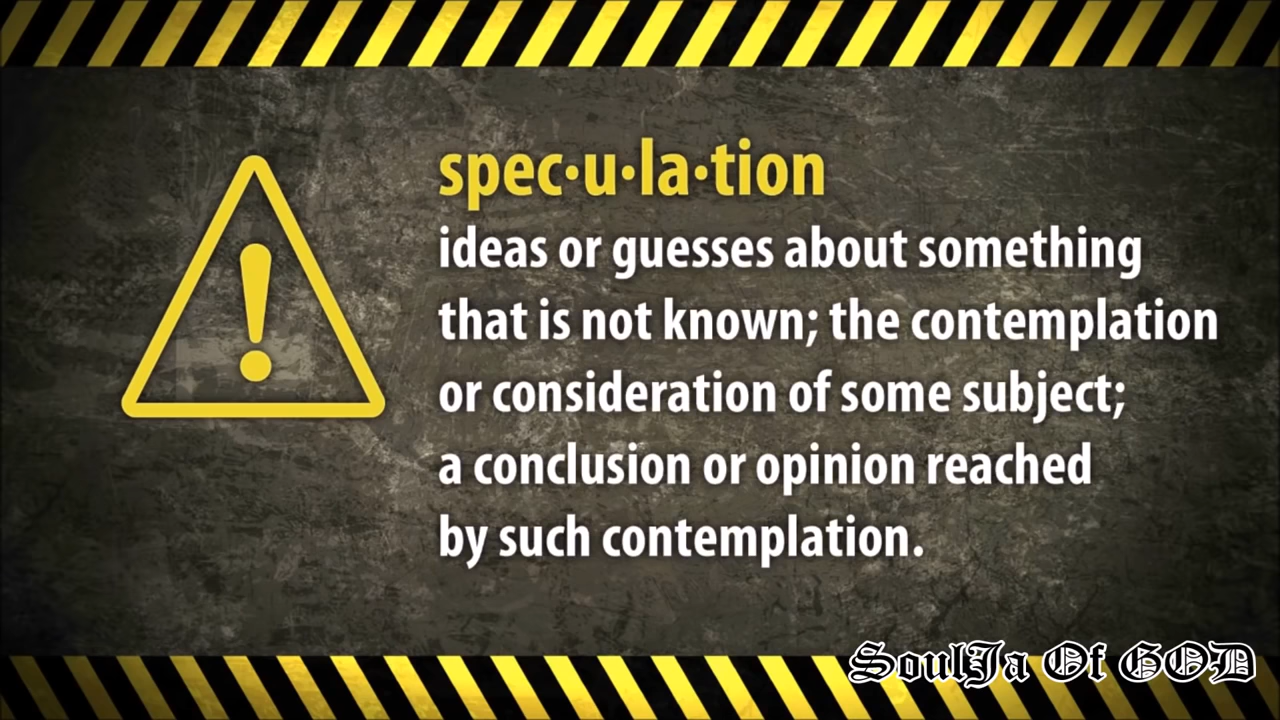 spec·u·la·tion
ideas or guesses about something
that is not known; the contemplation
or consideration of some subject;
a conclusion or opinion reached
by such contemplation.
SoulJa Of GOD